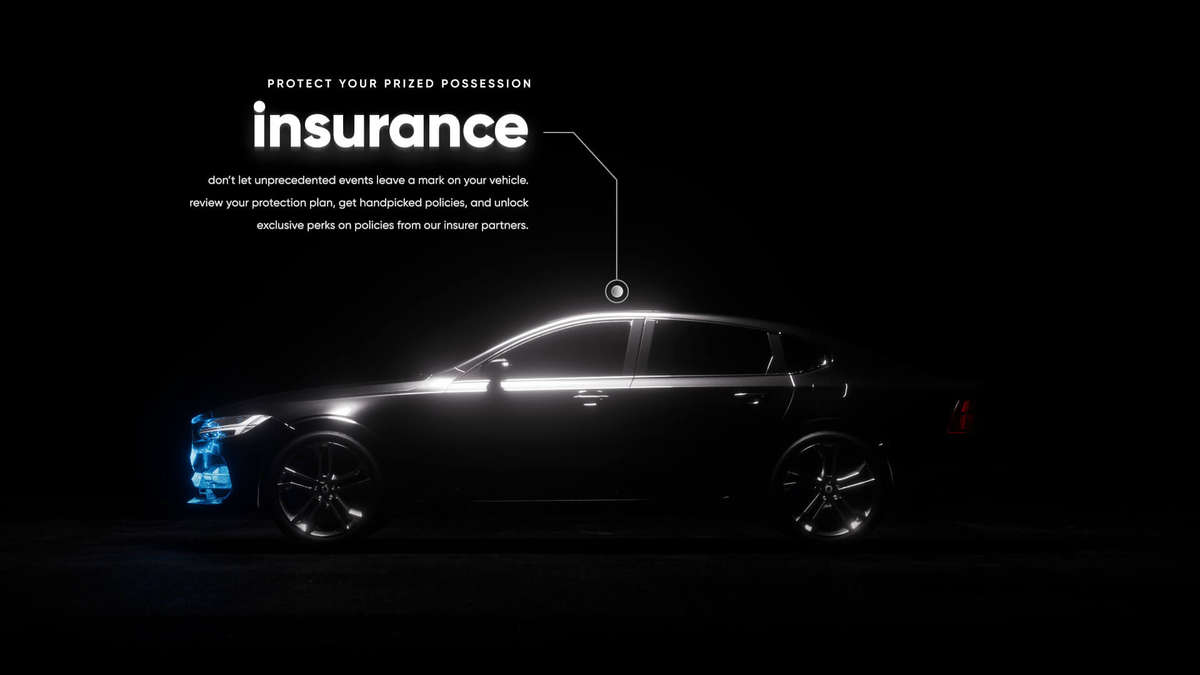 PROTECT YOUR PRIZED POSSESSION
insurance
don't let unprecedented events leave a mark on your vehicle.
review your protection plan, get handpicked policies, and unlock
exclusive perks on policies from our insurer partners.